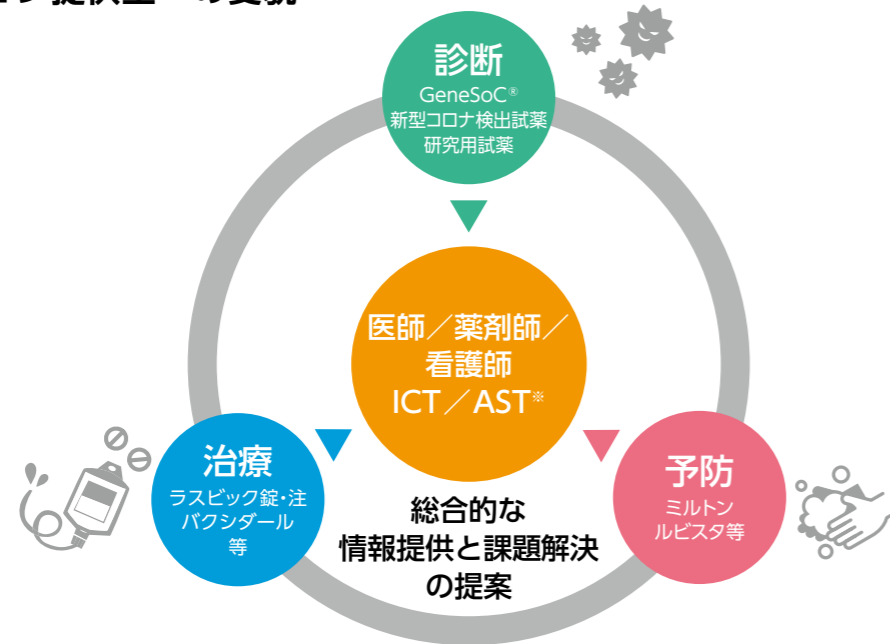 診断
GeneSoC®
新型コロナ検出試薬
研究用試薬
医師／薬剤師／
看護師
ICT／AST※
治療
ラスビック錠・注
バクシダール
等
予防
ミルトン
ルビスタ等
総合的な
情報提供と課題解決
の提案